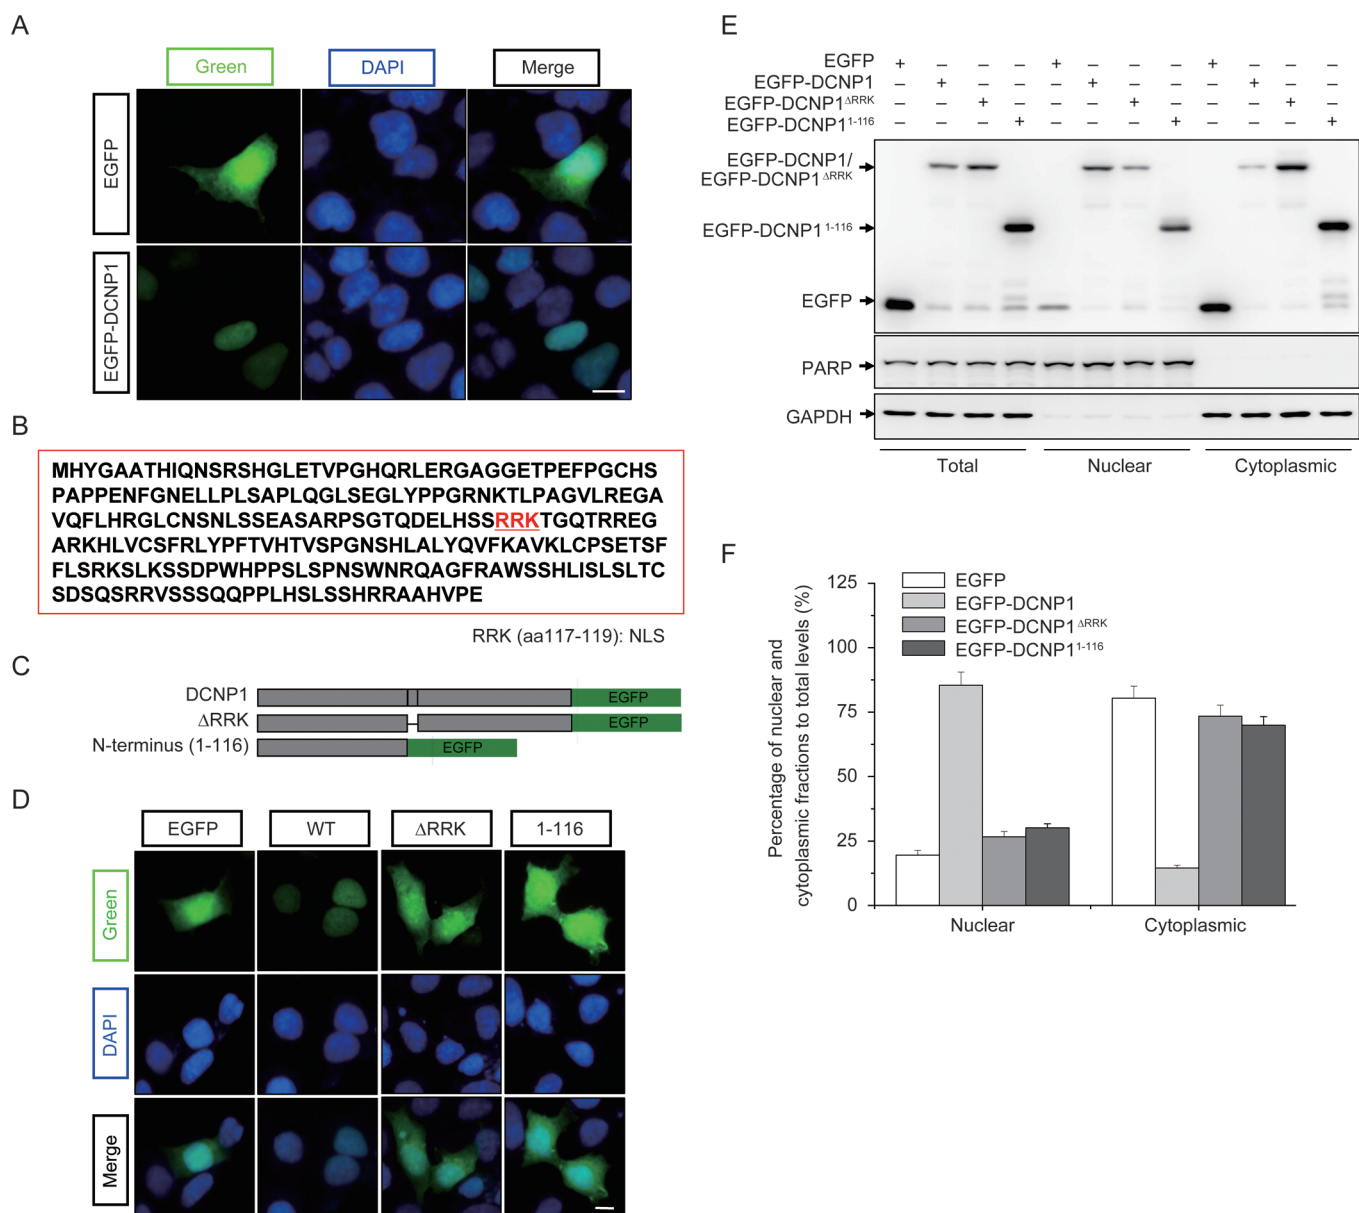 A
Green
DAPI
Merge
EGFP
EGFP-DCNP1
B
MHYGAATHIQNSRSHGLETVPGHQRLERGAGGETPEFPGCHS
PAPPENFGNELLPLSAPLQGLSEGLYPPGRNKTLPAGVLREGA
VQFLHRGLCNSNLSSEASARPSGTQDELHSSRRKTGQTRREG
ARKHLVCSFRLYPFTVHTVSPGNSHLALYQVFKAVKLCPSETSF
FLSRKSLKSSDPWHPPSLSPNSWNRQAGFRAWSSHLISLSLTC
SDSQSRRVSSSQQPPLHSLSSHRRAAHVPE
RRK (aa117-119): NLS
C
DCNP1
EGFP
ΔRRK
EGFP
N-terminus (1-116)
EGFP
D
EGFP
WT
ΔRRK
1-116
Green
DAPI
Merge
E
EGFP + – – – + – – – + – – –
EGFP-DCNP1 – + – – – + – – – + – –
EGFP-DCNP1ΔRRK – – + – – – + – – – + –
EGFP-DCNP11-116 – – – + – – – + – – – +
EGFP-DCNP1/
EGFP-DCNP1ΔRRK
EGFP-DCNP11-116
EGFP
PARP
GAPDH
Total
Nuclear
Cytoplasmic
F
Percentage of nuclear and
cytoplasmic fractions to total levels (%)
125
100
75
50
25
0
EGFP
EGFP-DCNP1
EGFP-DCNP1ΔRRK
EGFP-DCNP11-116
Nuclear
Cytoplasmic